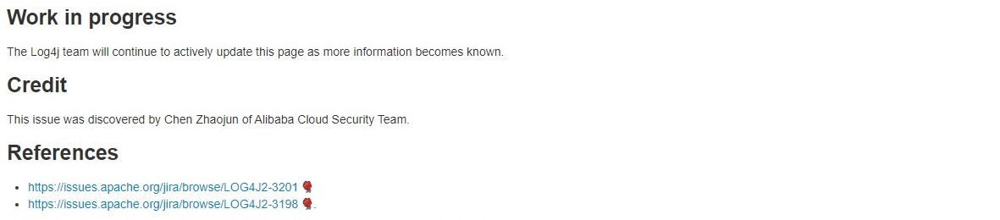 Work in progress
The Log4j team will continue to actively update this page as more information becomes known.
Credit
This issue was discovered by Chen Zhaojun of Alibaba Cloud Security Team.
References
• https://issues.apache.org/jira/browse/LOG4J2-3201
• https://issues.apache.org/jira/browse/LOG4J2-3198 .